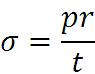 σ = pr/t